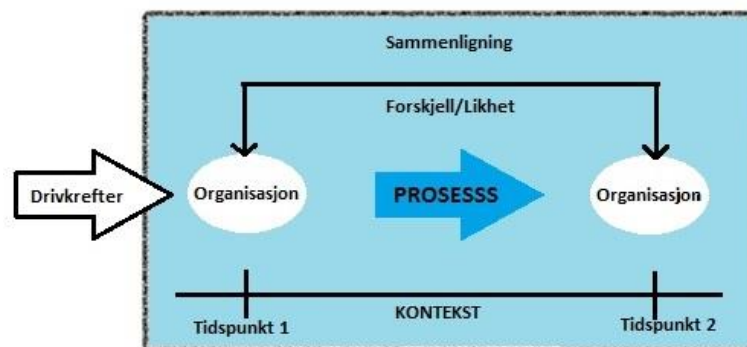 Sammenligning
Forskjell/Likhet
Drivkrefter
Organisasjon
PROSESSS
Organisasjon
KONTEKST
Tidspunkt 1
Tidspunkt 2